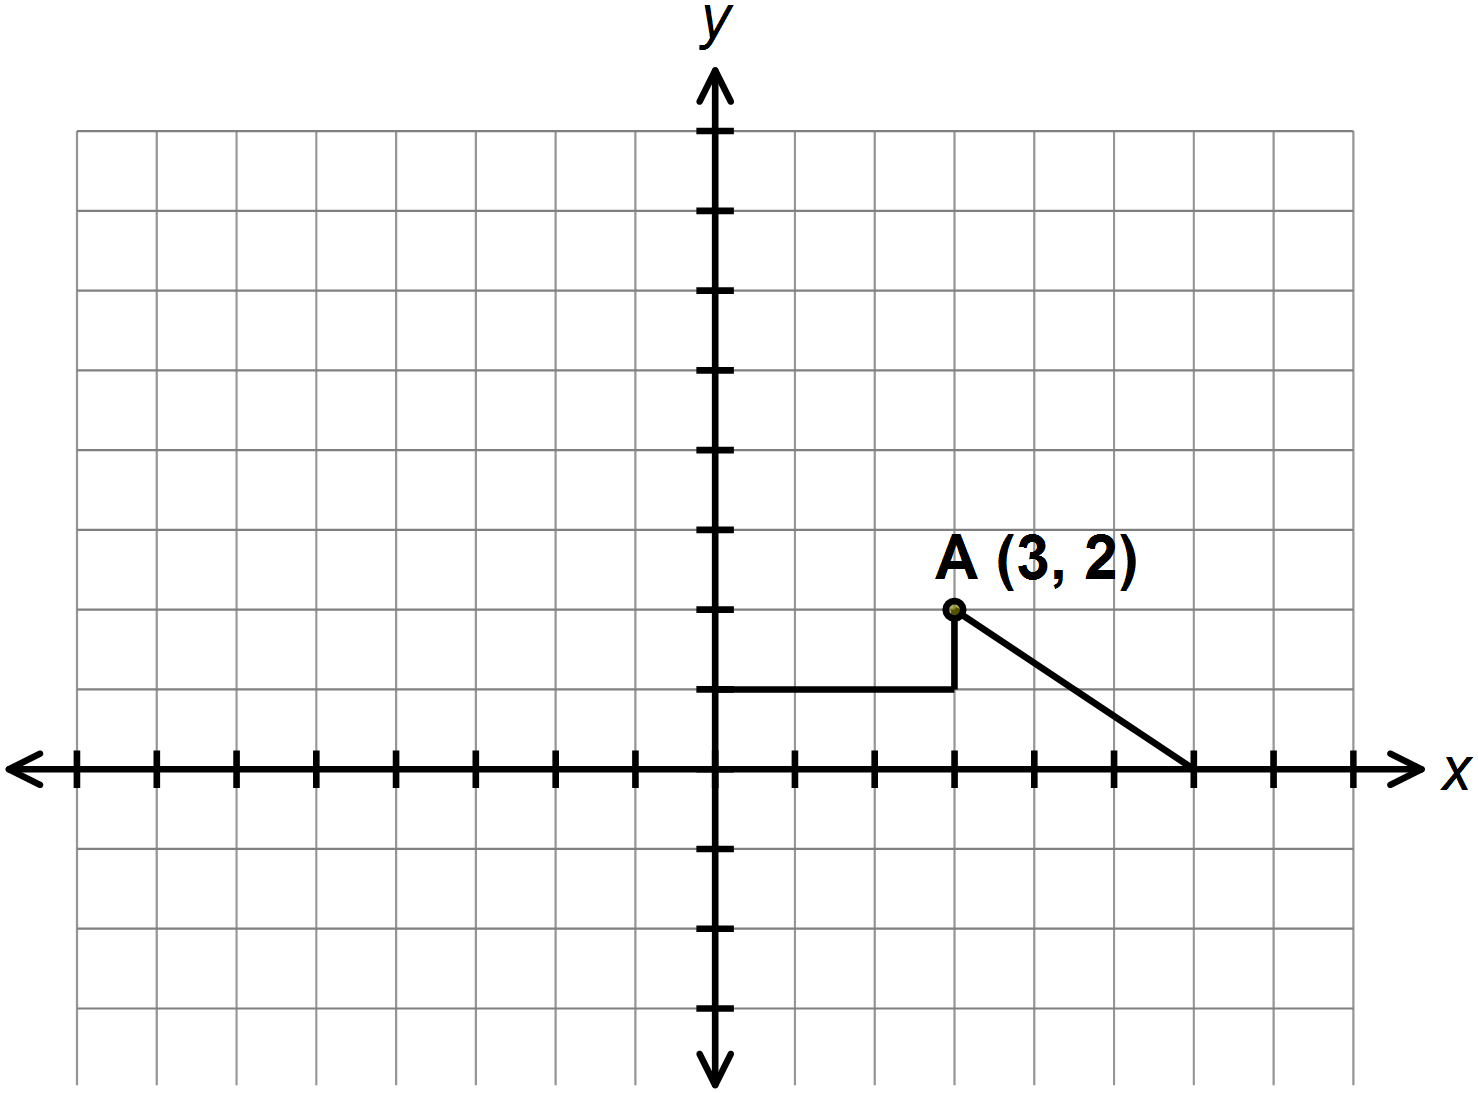 y
A (3, 2)
x